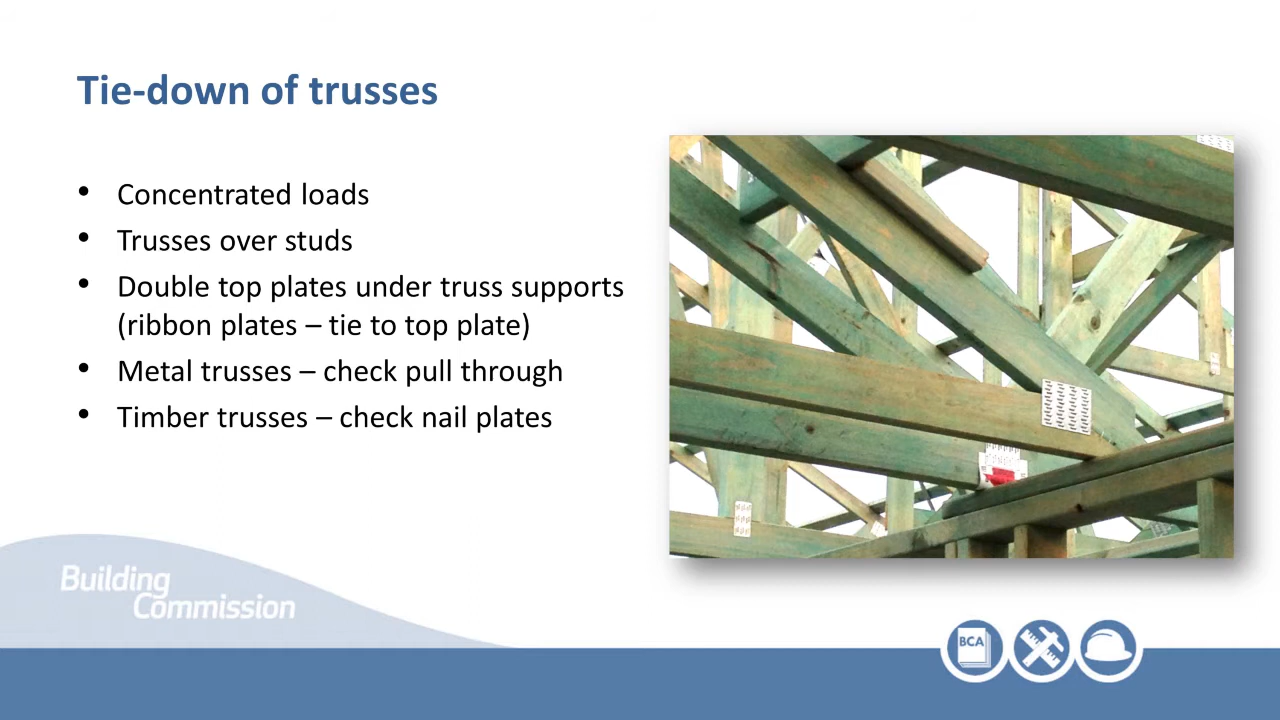 Tie-down of trusses
• Concentrated loads
• Trusses over studs
• Double top plates under truss supports
(ribbon plates – tie to top plate)
• Metal trusses – check pull through
• Timber trusses – check nail plates
Building
Commission
BCA